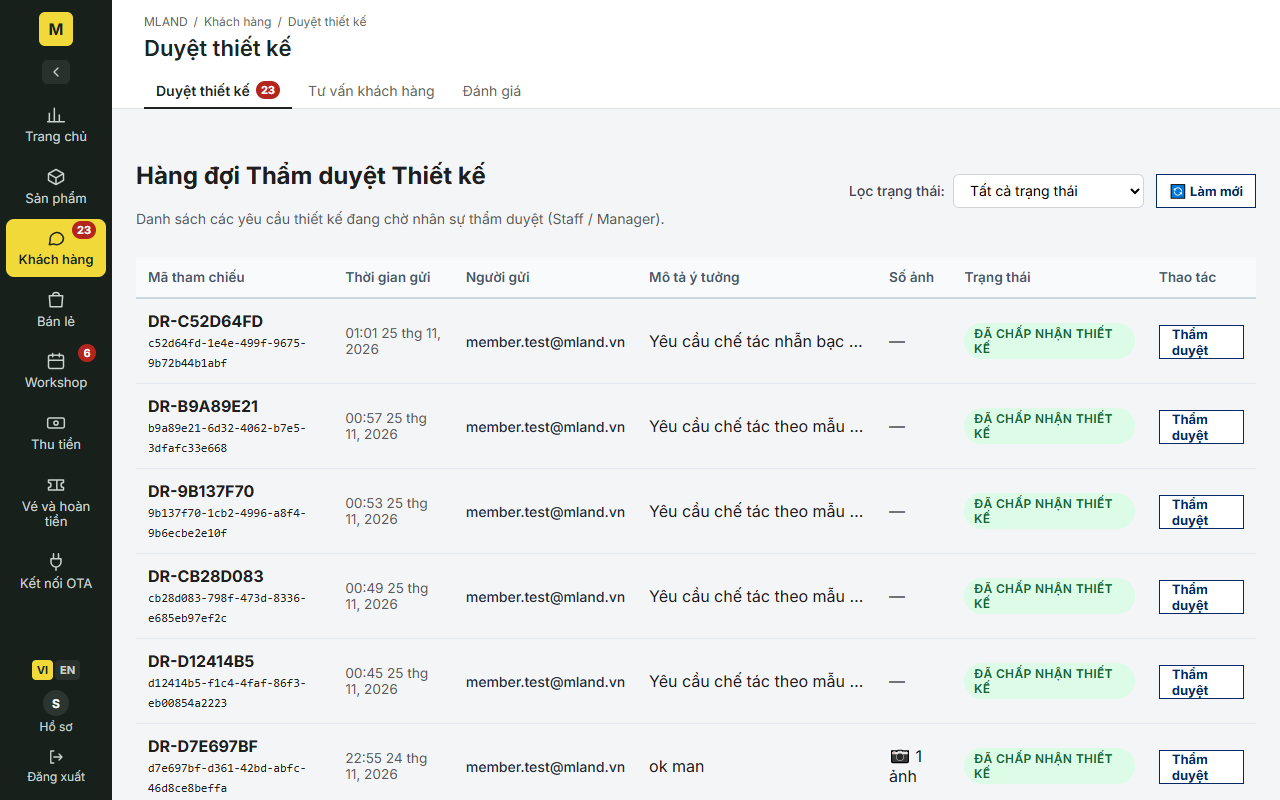 M
Trang chủ
Sản phẩm
23
Khách hàng
Bán lẻ
6
Workshop
Thu tiền
Vé và hoàn
tiền
Kết nối OTA
VI EN
S
Hồ sơ
Đăng xuất
MLAND / Khách hàng / Duyệt thiết kế
Duyệt thiết kế
Duyệt thiết kế 23 Tư vấn khách hàng Đánh giá
Hàng đợi Thẩm duyệt Thiết kế
Danh sách các yêu cầu thiết kế đang chờ nhân sự thẩm duyệt (Staff / Manager).
Lọc trạng thái: Tất cả trạng thái Làm mới
Mã tham chiếu Thời gian gửi Người gửi Mô tả ý tưởng Số ảnh Trạng thái Thao tác
DR-C52D64FD
c52d64fd-1e4e-499f-9675-
9b72b44b1abf
01:01 25 thg 11,
2026
member.test@mland.vn
Yêu cầu chế tác nhẫn bạc ...
—
ĐÃ CHẤP NHẬN THIẾT
KẾ
Thẩm
duyệt
DR-B9A89E21
b9a89e21-6d32-4062-b7e5-
3dfafc33e668
00:57 25 thg
11, 2026
member.test@mland.vn
Yêu cầu chế tác theo mẫu ...
—
ĐÃ CHẤP NHẬN THIẾT
KẾ
Thẩm
duyệt
DR-9B137F70
9b137f70-1cb2-4996-a8f4-
9b6ecbe2e10f
00:53 25 thg
11, 2026
member.test@mland.vn
Yêu cầu chế tác theo mẫu ...
—
ĐÃ CHẤP NHẬN THIẾT
KẾ
Thẩm
duyệt
DR-CB28D083
cb28d083-798f-473d-8336-
e685eb97ef2c
00:49 25 thg
11, 2026
member.test@mland.vn
Yêu cầu chế tác theo mẫu ...
—
ĐÃ CHẤP NHẬN THIẾT
KẾ
Thẩm
duyệt
DR-D12414B5
d12414b5-f1c4-4faf-86f3-
eb00854a2223
00:45 25 thg
11, 2026
member.test@mland.vn
Yêu cầu chế tác theo mẫu ...
—
ĐÃ CHẤP NHẬN THIẾT
KẾ
Thẩm
duyệt
DR-D7E697BF
d7e697bf-d361-42bd-abfc-
46d8ce8beffa
22:55 24 thg
11, 2026
member.test@mland.vn
ok man
1
ảnh
ĐÃ CHẤP NHẬN THIẾT
KẾ
Thẩm
duyệt